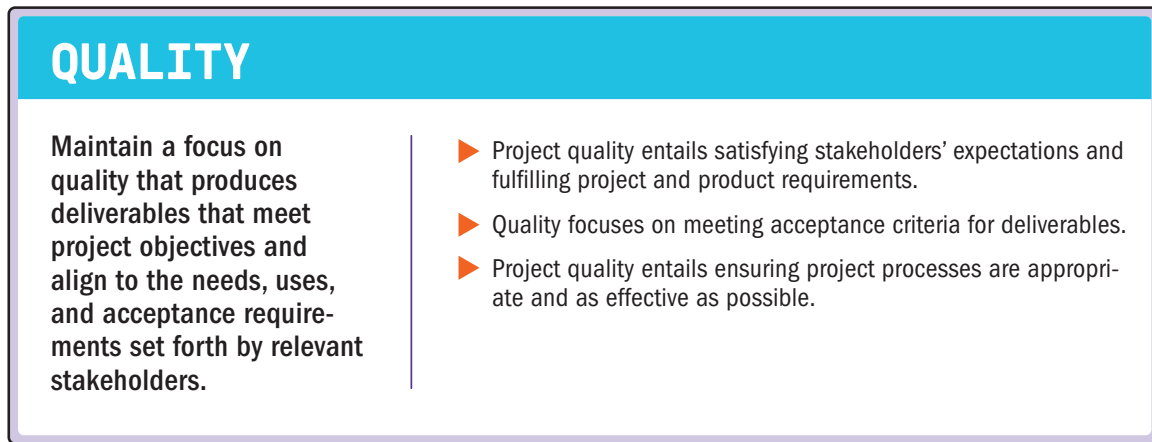 QUALITY
Maintain a focus on
quality that produces
deliverables that meet
project objectives and
align to the needs, uses,
and acceptance require-
ments set forth by relevant
stakeholders.
Project quality entails satisfying stakeholders’ expectations and
fulfilling project and product requirements.
Quality focuses on meeting acceptance criteria for deliverables.
Project quality entails ensuring project processes are appropri-
ate and as effective as possible.